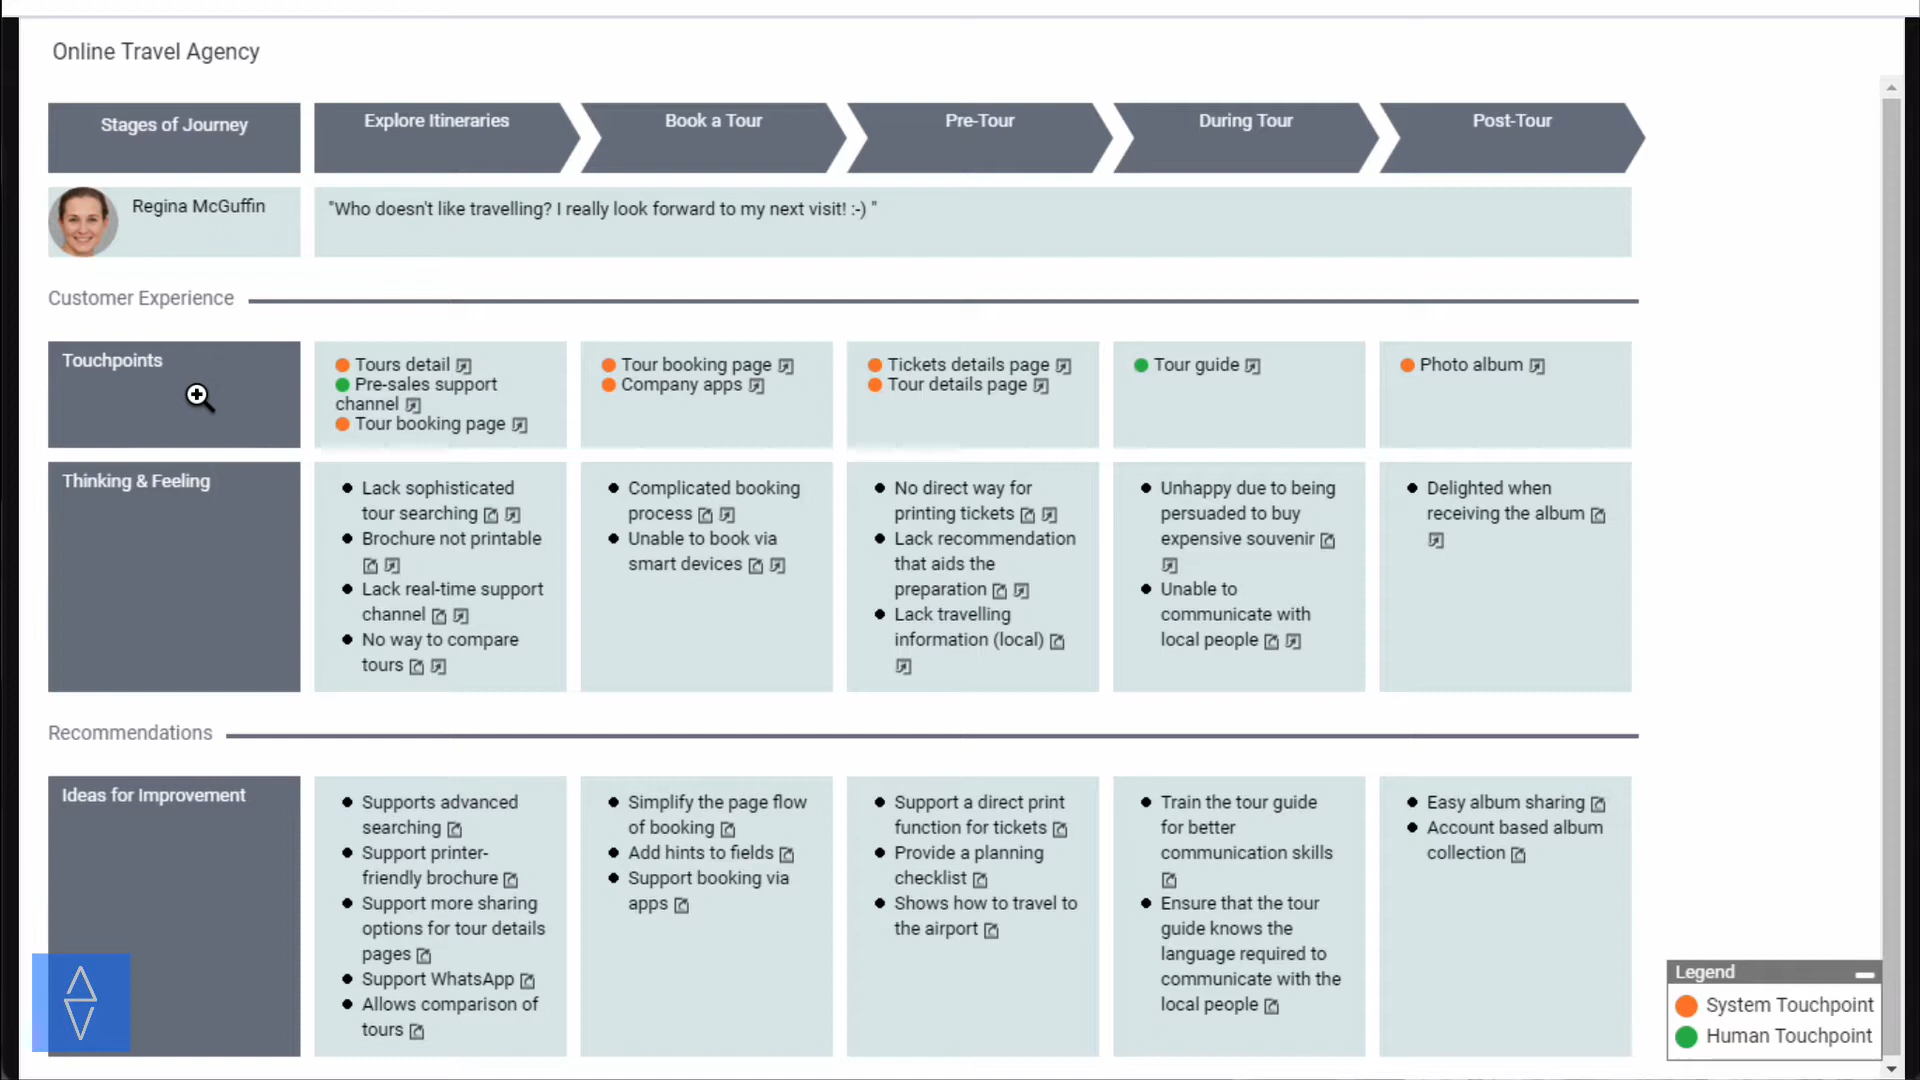 Online Travel Agency
Stages of Journey
Explore Itineraries
Book a Tour
Pre-Tour
During Tour
Post-Tour
Regina McGuffin
"Who doesn't like travelling? I really look forward to my next visit! :-) "
Customer Experience
Touchpoints
Tours detail
Pre-sales support
channel
Tour booking page
Tour booking page
Company apps
Tickets details page
Tour details page
Tour guide
Photo album
Thinking & Feeling
Lack sophisticated
tour searching
Brochure not printable
Lack real-time support
channel
No way to compare
tours
Complicated booking
process
Unable to book via
smart devices
No direct way for
printing tickets
Lack recommendation
that aids the
preparation
Lack travelling
information (local)
Unhappy due to being
persuaded to buy
expensive souvenir
Unable to
communicate with
local people
Delighted when
receiving the album
Recommendations
Ideas for Improvement
Supports advanced
searching
Support printer-
friendly brochure
Support more sharing
options for tour details
pages
Support WhatsApp
Allows comparison of
tours
Simplify the page flow
of booking
Add hints to fields
Support booking via
apps
Support a direct print
function for tickets
Provide a planning
checklist
Shows how to travel to
the airport
Train the tour guide
for better
communication skills
Ensure that the tour
guide knows the
language required to
communicate with the
local people
Easy album sharing
Account based album
collection
Legend
System Touchpoint
Human Touchpoint